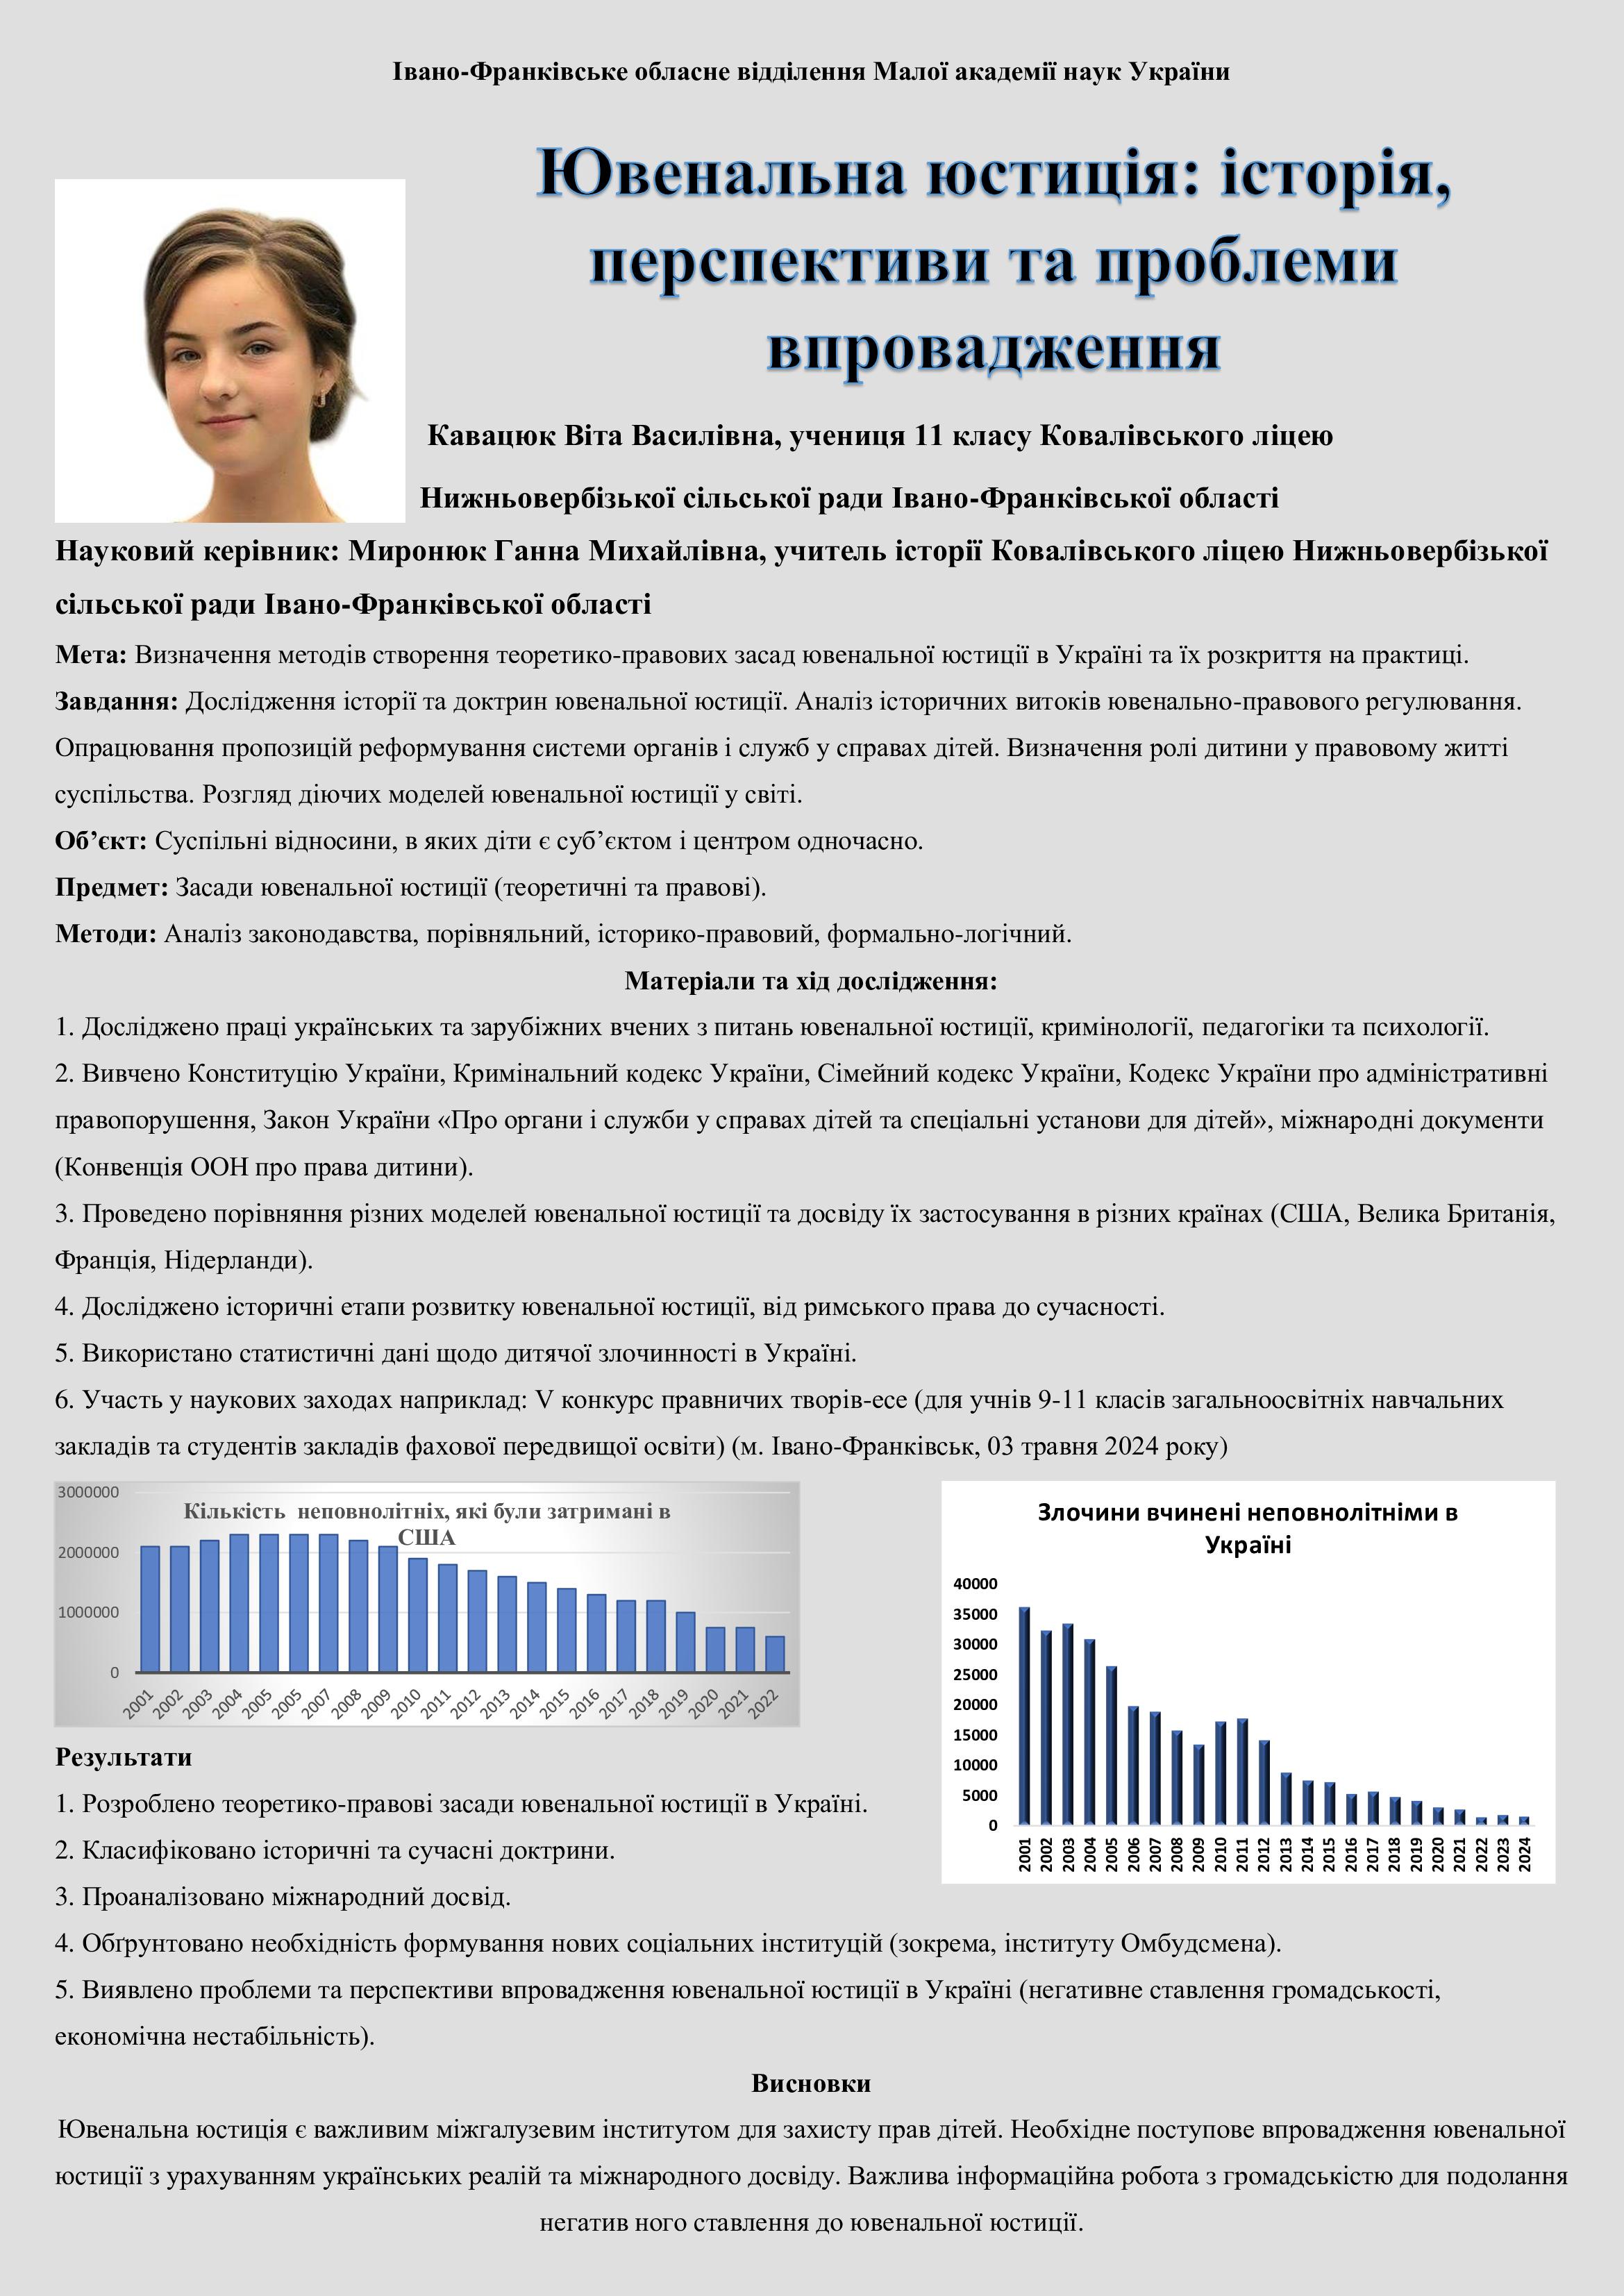 Івано-Франківське обласне відділення Малої академії наук України
Ювенальна юстиція: історія,
перспективи та проблеми
впровадження
Кавацюк Віта Василівна, учениця 11 класу Ковалівського ліцею
Нижньовербізької сільської ради Івано-Франківської області
Науковий керівник: Миронюк Ганна Михайлівна, учитель історії Ковалівського ліцею Нижньовербізької
сільської ради Івано-Франківської області
Мета: Визначення методів створення теоретико-правових засад ювенальної юстиції в Україні та їх розкриття на практиці.
Завдання: Дослідження історії та доктрин ювенальної юстиції. Аналіз історичних витоків ювенально-правового регулювання.
Опрацювання пропозицій реформування системи органів і служб у справах дітей. Визначення ролі дитини у правовому житті
суспільства. Розгляд діючих моделей ювенальної юстиції у світі.
Об’єкт: Суспільні відносини, в яких діти є суб’єктом і центром одночасно.
Предмет: Засади ювенальної юстиції (теоретичні та правові).
Методи: Аналіз законодавства, порівняльний, історико-правовий, формально-логічний.
Матеріали та хід дослідження:
1. Досліджено праці українських та зарубіжних вчених з питань ювенальної юстиції, кримінології, педагогіки та психології.
2. Вивчено Конституцію України, Кримінальний кодекс України, Сімейний кодекс України, Кодекс України про адміністративні
правопорушення, Закон України «Про органи і служби у справах дітей та спеціальні установи для дітей», міжнародні документи
(Конвенція ООН про права дитини).
3. Проведено порівняння різних моделей ювенальної юстиції та досвіду їх застосування в різних країнах (США, Велика Британія,
Франція, Нідерланди).
4. Досліджено історичні етапи розвитку ювенальної юстиції, від римського права до сучасності.
5. Використано статистичні дані щодо дитячої злочинності в Україні.
6. Участь у наукових заходах наприклад: V конкурс правничих творів-есе (для учнів 9-11 класів загальноосвітніх навчальних
закладів та студентів закладів фахової передвищої освіти) (м. Івано-Франківськ, 03 травня 2024 року)
Кількість неповнолітніх, які були затримані в
США
3000000
2000000
1000000
0
2001 2002 2003 2004 2005 2005 2007 2008 2009 2010 2011 2012 2013 2014 2015 2016 2017 2018 2019 2020 2021 2022
Злочини вчинені неповнолітніми в
Україні
40000
35000
30000
25000
20000
15000
10000
5000
0
2001 2002 2003 2004 2005 2006 2007 2008 2009 2010 2011 2012 2013 2014 2015 2016 2017 2018 2019 2020 2021 2022 2023 2024
Результати
1. Розроблено теоретико-правові засади ювенальної юстиції в Україні.
2. Класифіковано історичні та сучасні доктрини.
3. Проаналізовано міжнародний досвід.
4. Обґрунтовано необхідність формування нових соціальних інституцій (зокрема, інституту Омбудсмена).
5. Виявлено проблеми та перспективи впровадження ювенальної юстиції в Україні (негативне ставлення громадськості,
економічна нестабільність).
Висновки
Ювенальна юстиція є важливим міжгалузевим інститутом для захисту прав дітей. Необхідне поступове впровадження ювенальної
юстиції з урахуванням українських реалій та міжнародного досвіду. Важлива інформаційна робота з громадськістю для подолання
негатив ного ставлення до ювенальної юстиції.